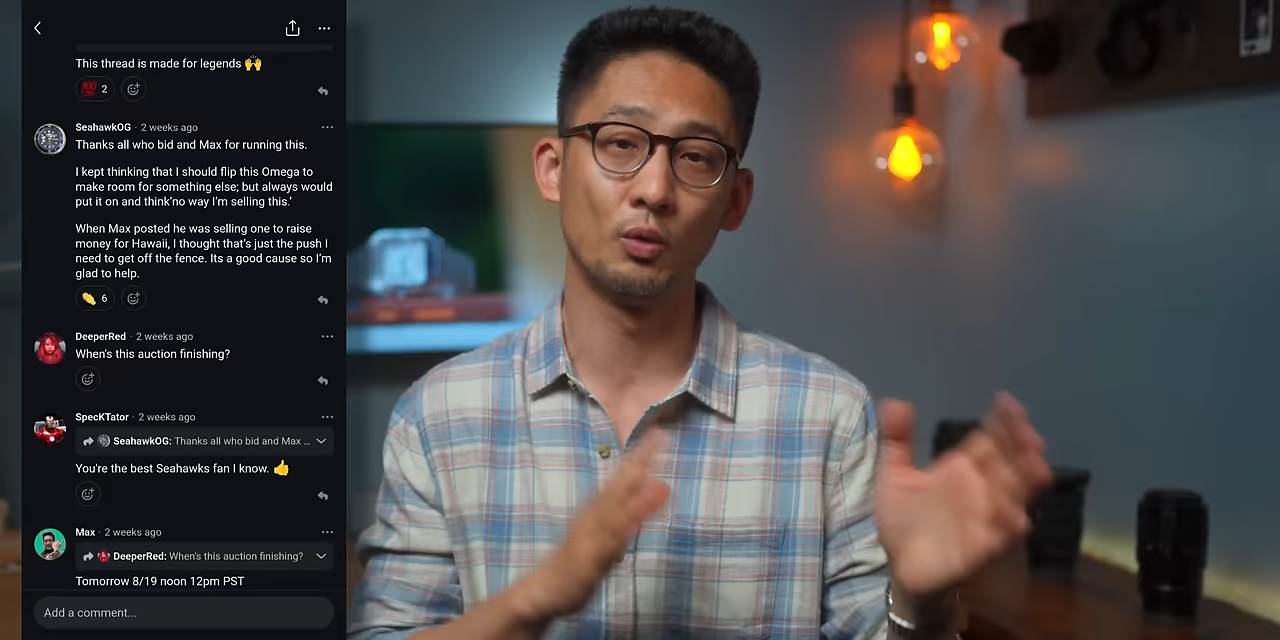 This thread is made for legends 🙌
💯 2
SeahawkOG · 2 weeks ago
Thanks all who bid and Max for running this.
I kept thinking that I should flip this Omega to
make room for something else; but always would
put it on and think'no way I'm selling this.'
When Max posted he was selling one to raise
money for Hawaii, I thought that's just the push I
need to get off the fence. Its a good cause so I'm
glad to help.
👏 6
DeeperRed · 2 weeks ago
When's this auction finishing?
SpecKTator · 2 weeks ago
SeahawkOG: Thanks all who bid and Max ...
You're the best Seahawks fan I know. 👍
Max · 2 weeks ago
DeeperRed: When's this auction finishing?
Tomorrow 8/19 noon 12pm PST
Add a comment...